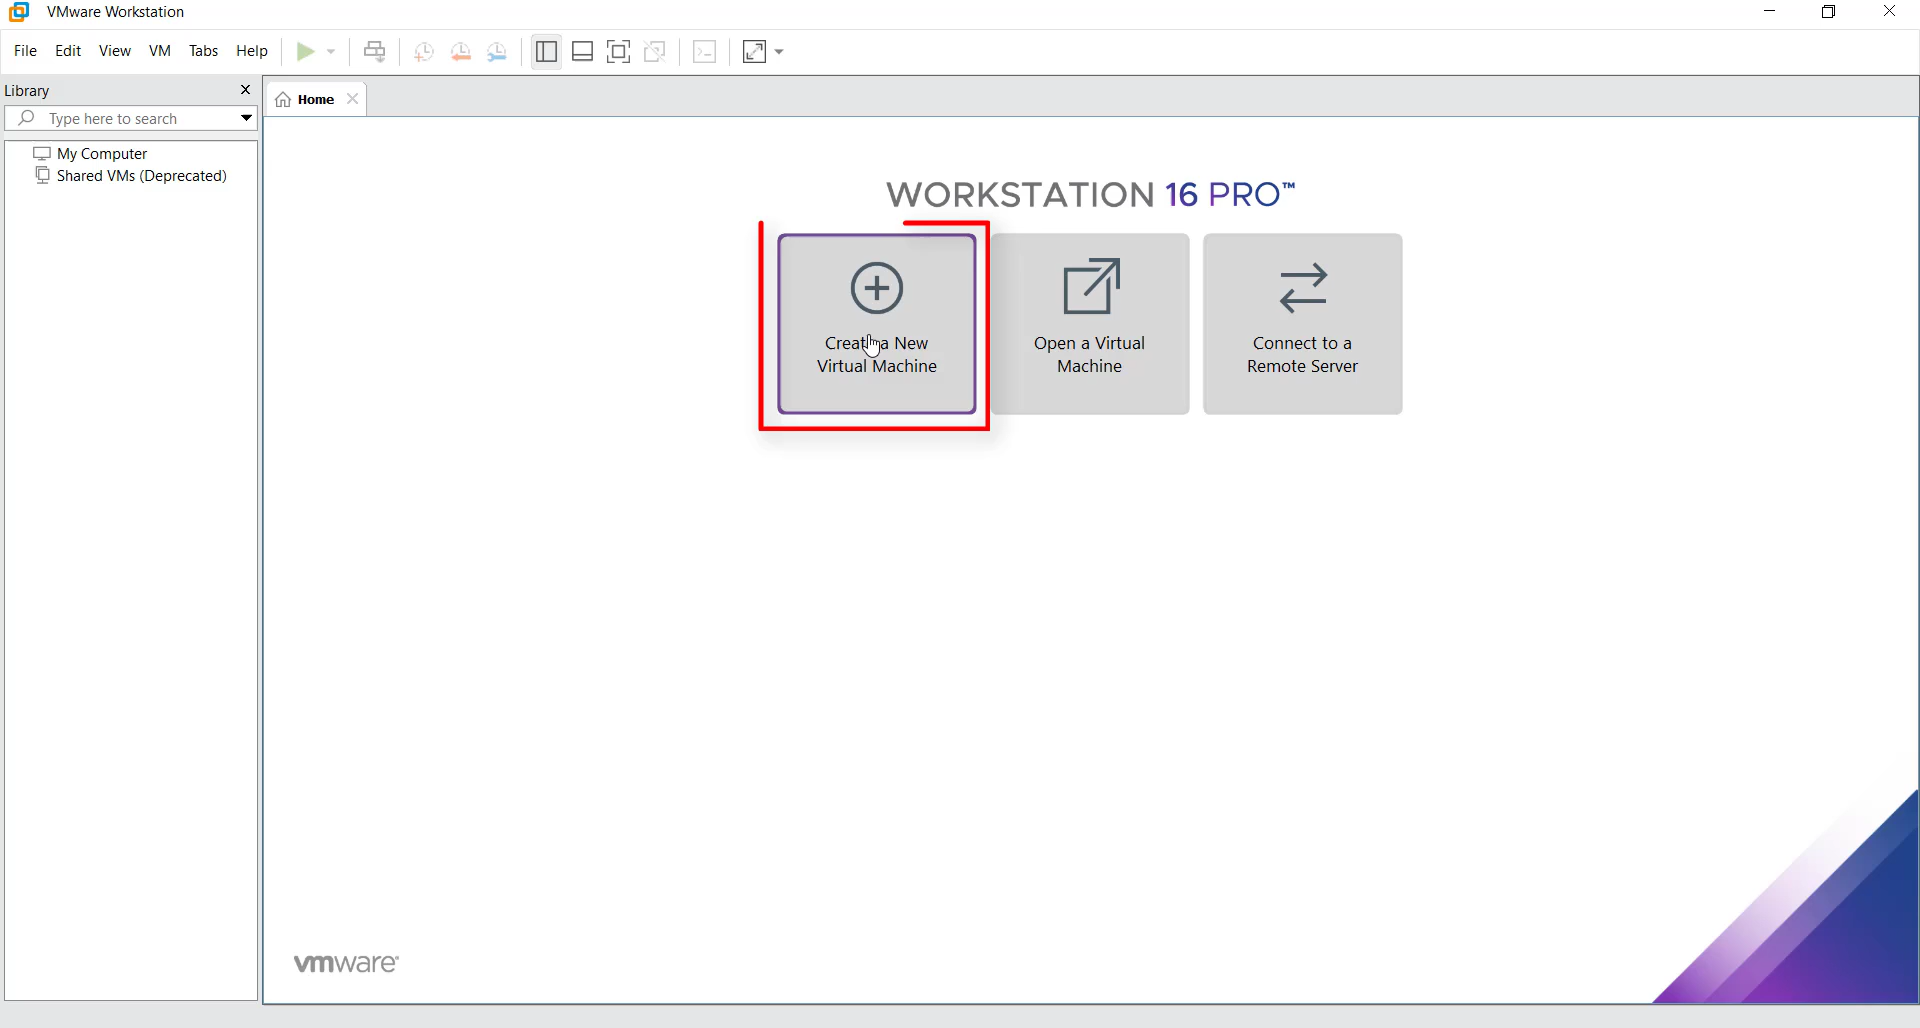 VMware Workstation
File Edit View VM Tabs Help
Library
Type here to search
My Computer
Shared VMs (Deprecated)
Home
WORKSTATION 16 PRO™
Create a New
Virtual Machine
Open a Virtual
Machine
Connect to a
Remote Server
vmware